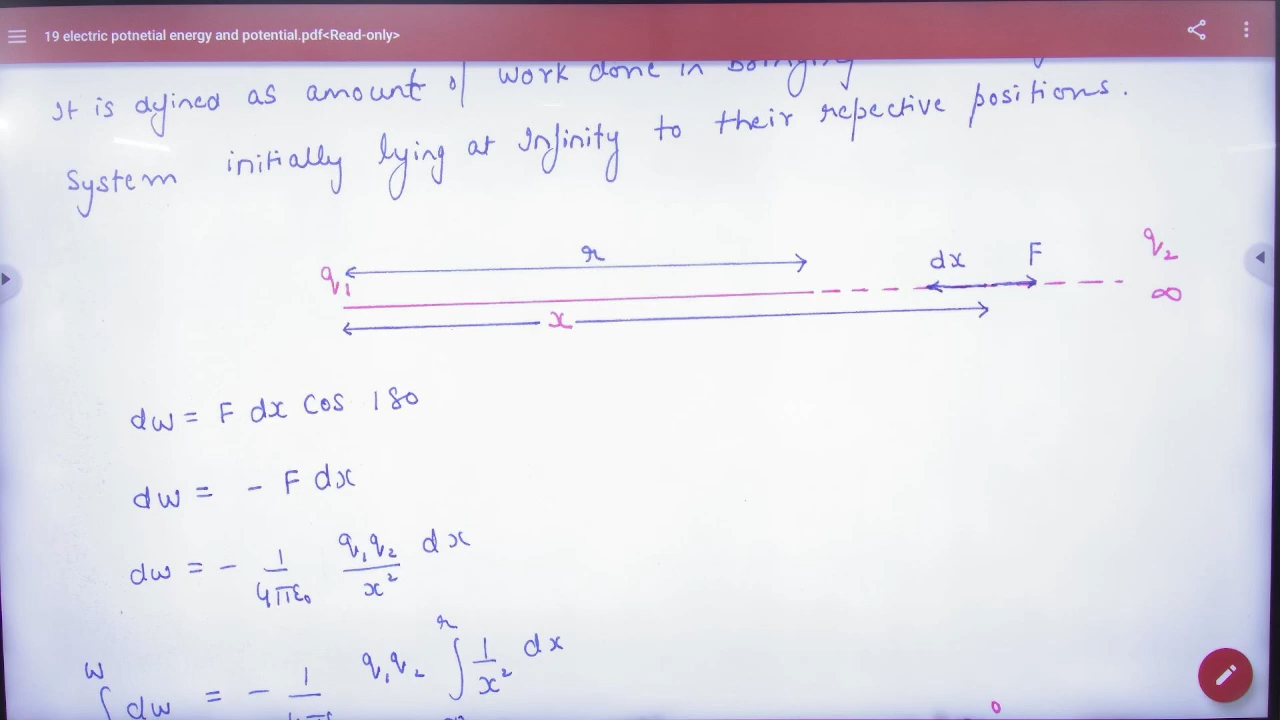 19 electric potnetial energy and potential.pdf<Read-only>
It is defined as amount of work done in
system initially lying at Infinity to their repective positions.
r
q₁
dx
F
q₂
x
∞
dw = F dx cos 180
dw = - F dx
dw = - 1/4πε₀ q₁q₂/x² dx
∫ᵂ dw = - 1/4πε q₁q₂ ∫ʳ 1/x² dx